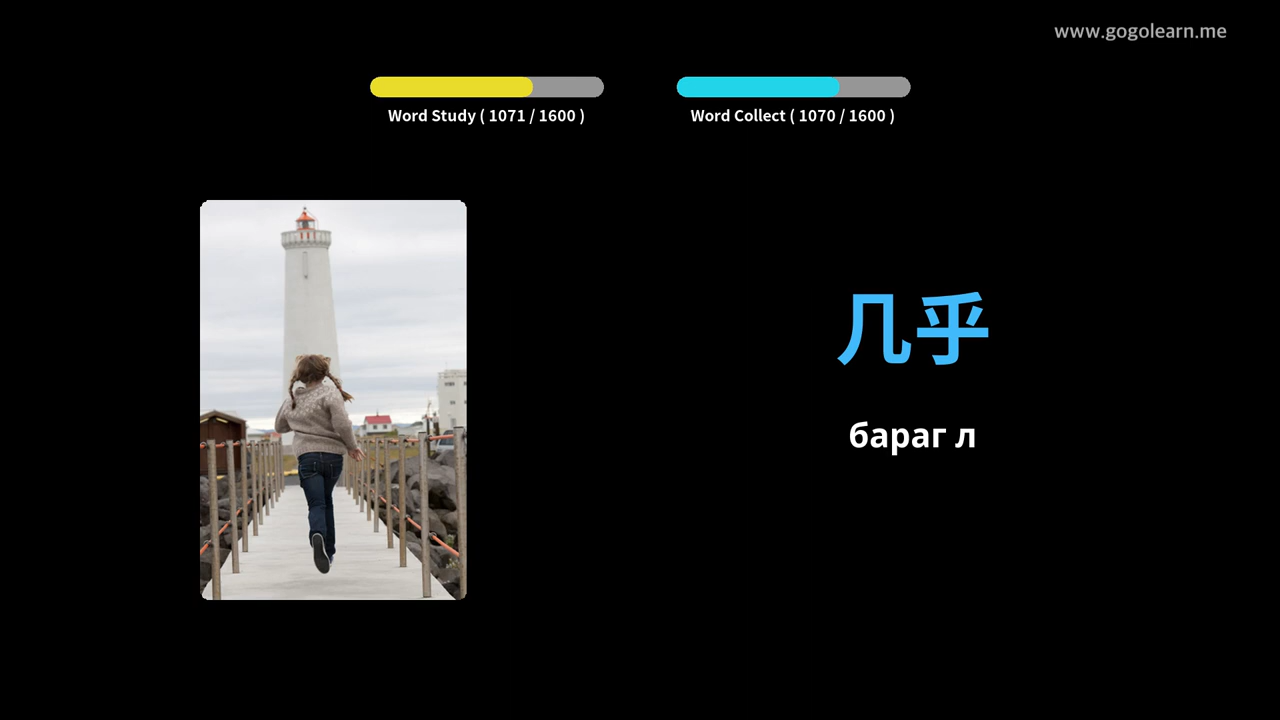 www.gogolearn.me
Word Study ( 1071 / 1600 )
Word Collect ( 1070 / 1600 )
几乎
бараг л